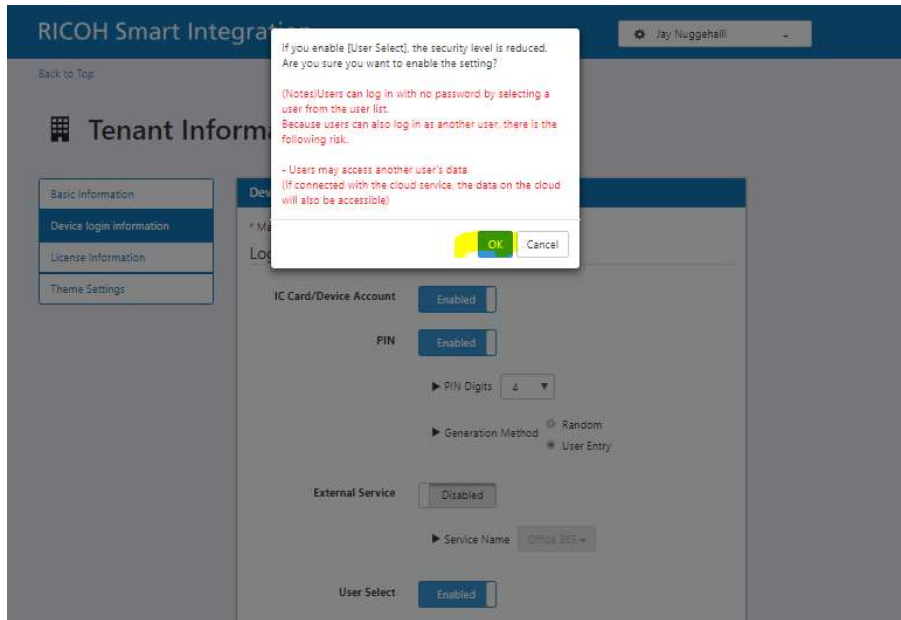 RICOH Smart Integration
Jay Nuggehalli
Back to Top
If you enable [User Select], the security level is reduced.
Are you sure you want to enable the setting?
(Notes)Users can log in with no password by selecting a
user from the user list.
Because users can also log in as another user, there is the
following risk.
- Users may access another user's data
(If connected with the cloud service, the data on the cloud
will also be accessible)
OK
Cancel
Tenant Inform
Basic Information
Device login information
License Information
Theme Settings
Dev
* Ma
Log
IC Card/Device Account
Enabled
PIN
Enabled
▶ PIN Digits 4
▶ Generation Method
Random
User Entry
External Service
Disabled
▶ Service Name Office 365
User Select
Enabled